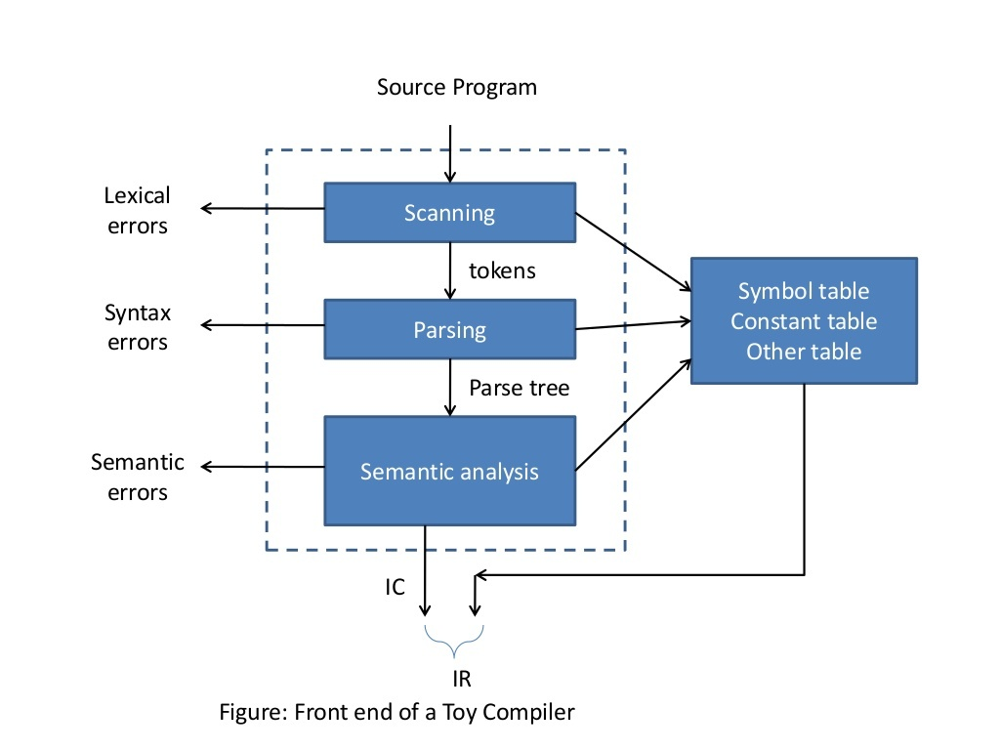 Source Program
Lexical
errors
Scanning
tokens
Symbol table
Constant table
Other table
Syntax
errors
Parsing
Parse tree
Semantic
errors
Semantic analysis
IC
IR
Figure: Front end of a Toy Compiler